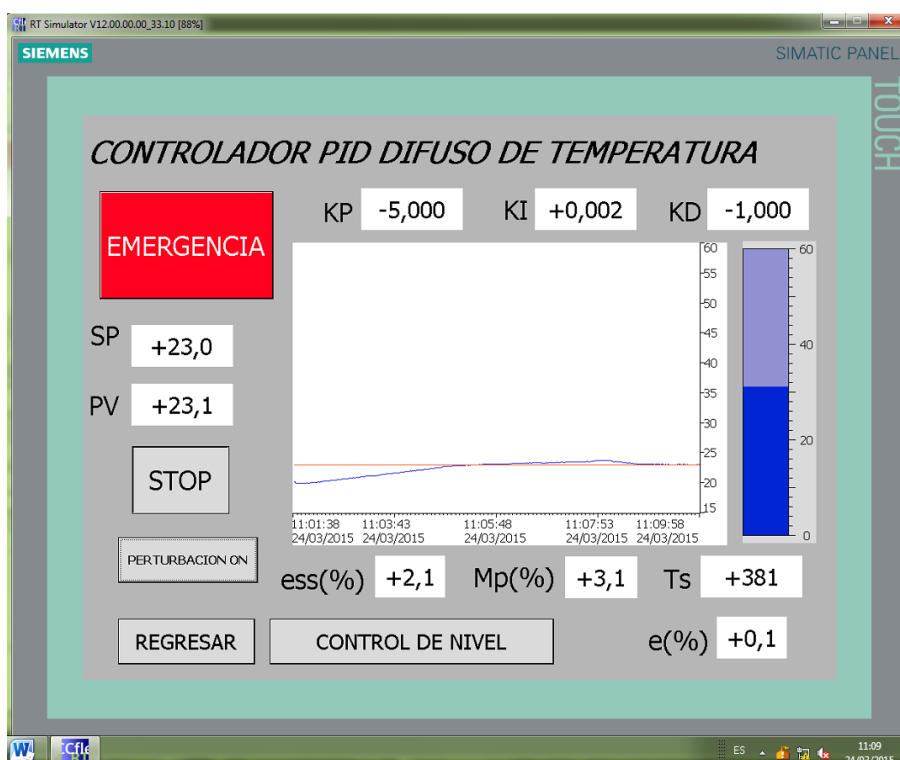 RT Simulator V12.00.00.00_33.10 [88%]
SIEMENS
SIMATIC PANEL
TOUCH
CONTROLADOR PID DIFUSO DE TEMPERATURA
EMERGENCIA
KP -5,000 KI +0,002 KD -1,000
SP +23,0
PV +23,1
STOP
PERTURBACION ON
60
55
50
45
40
35
30
25
20
15
60
40
20
0
11:01:38 11:03:43 11:05:48 11:07:53 11:09:58
24/03/2015 24/03/2015 24/03/2015 24/03/2015 24/03/2015
ess(%) +2,1 Mp(%) +3,1 Ts +381
REGRESAR
CONTROL DE NIVEL
e(%) +0,1
ES
11:09
24/03/2015